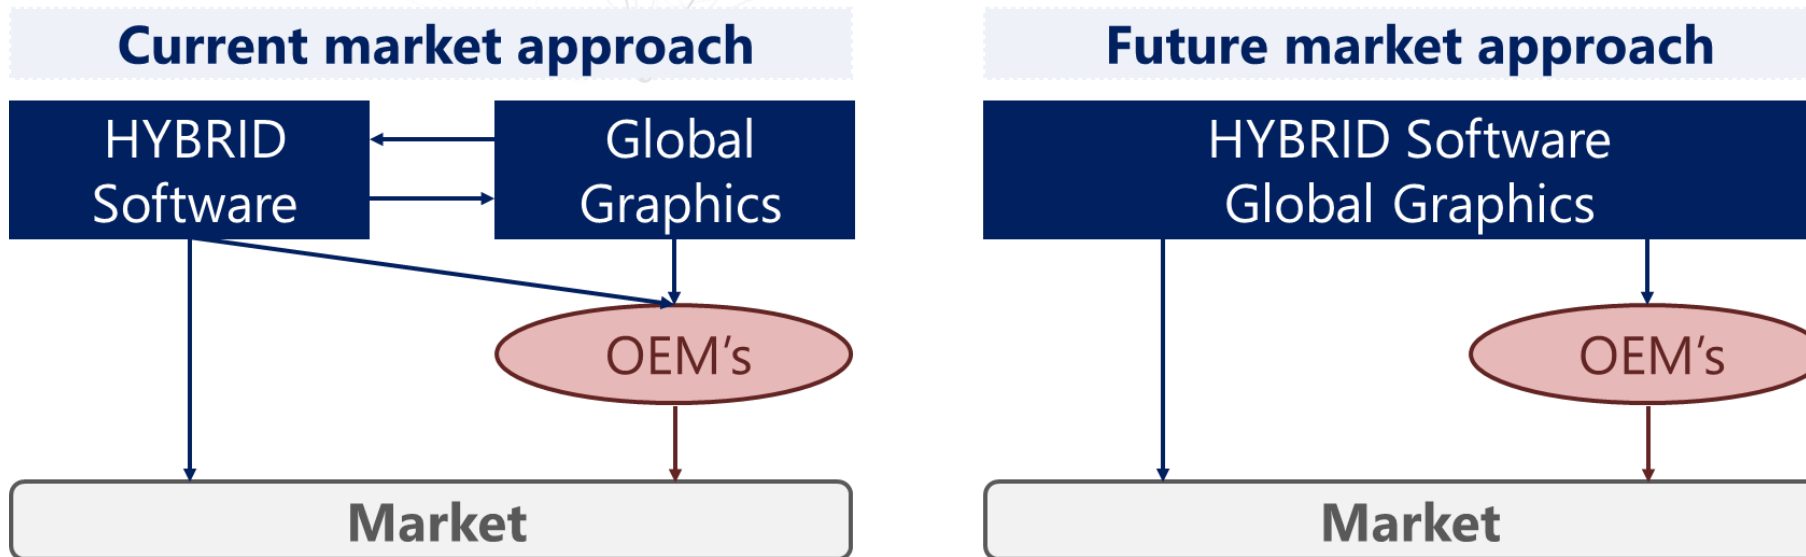 Current market approach
HYBRID
Software
Global
Graphics
OEM‘s
Market
Future market approach
HYBRID Software
Global Graphics
OEM‘s
Market